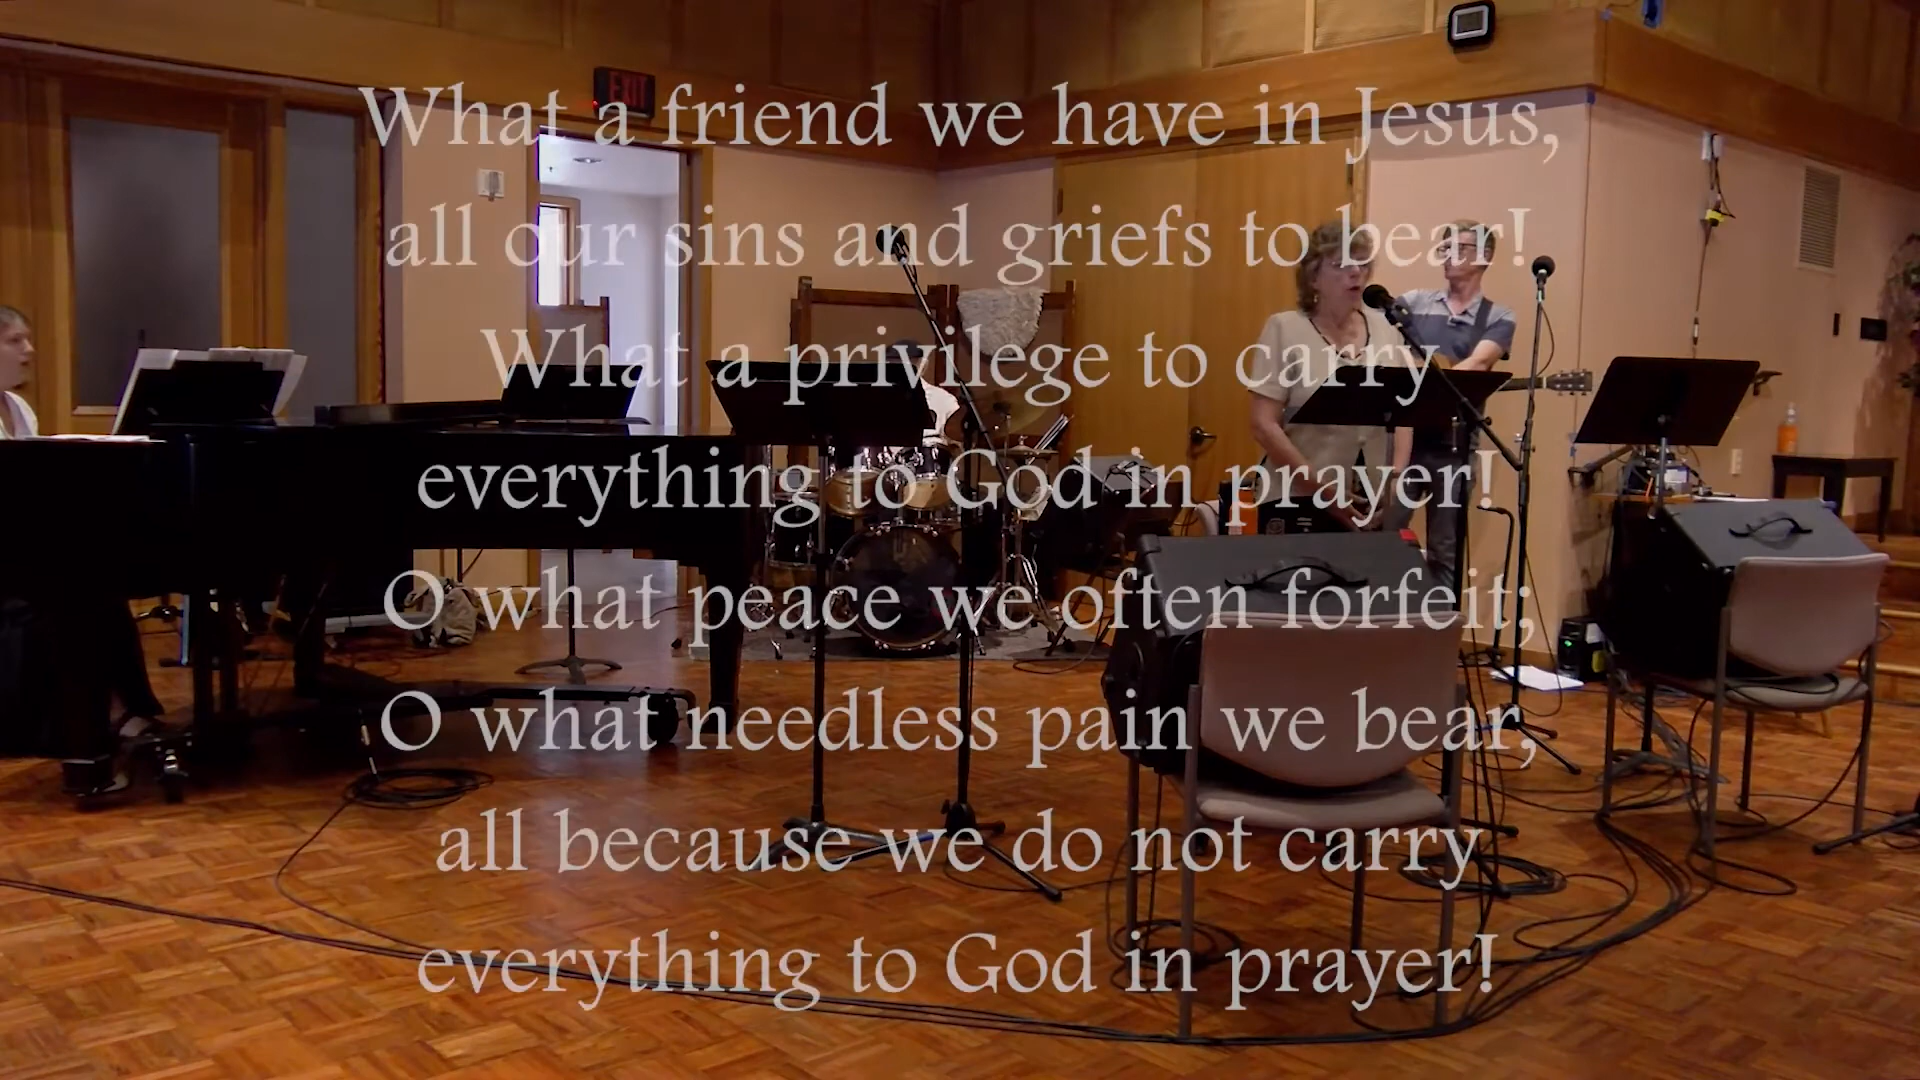 EXIT
What a friend we have in Jesus,
all our sins and griefs to bear!
What a privilege to carry
everything to God in prayer!
O what peace we often forfeit;
O what needless pain we bear,
all because we do not carry
everything to God in prayer!